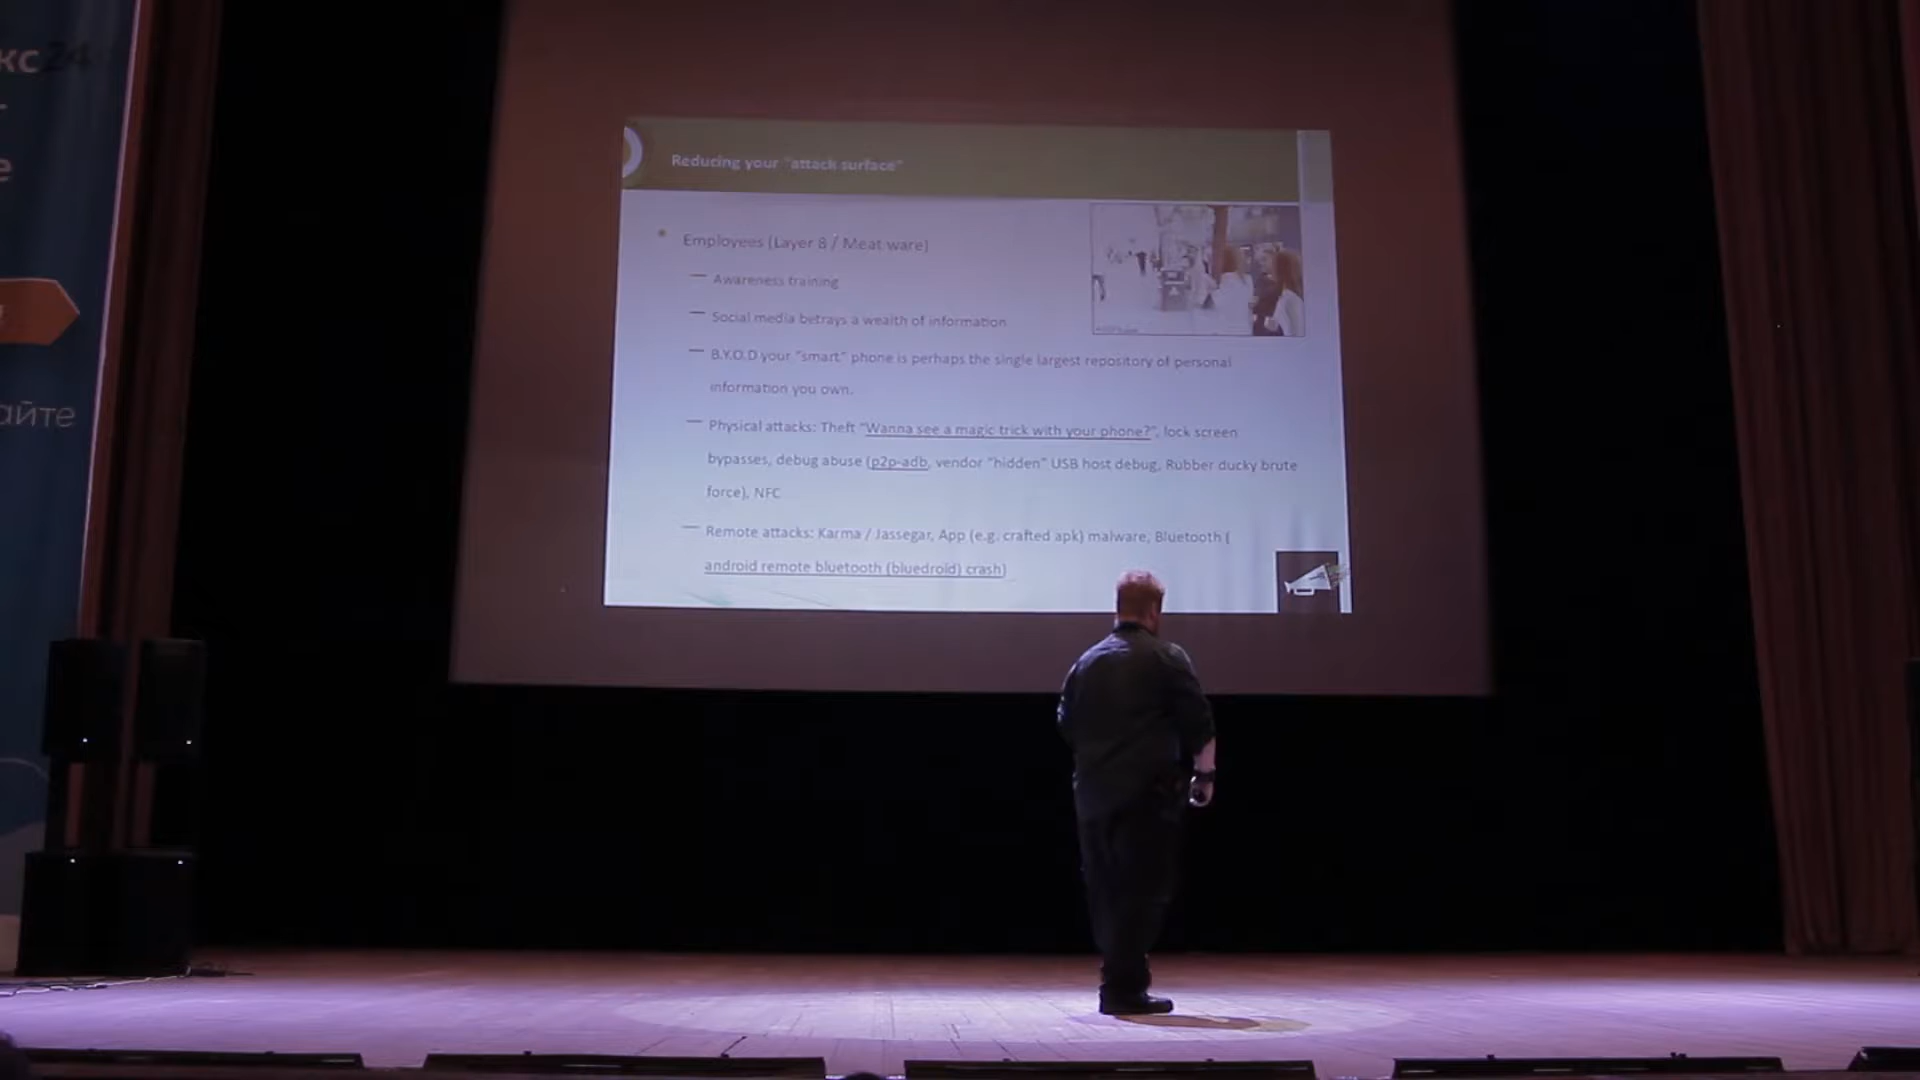 кс24
е
айте
Reducing your "attack surface"
Employees (Layer 8 / Meat ware)
— Awareness training
— Social media betrays a wealth of information
— B.Y.O.D your "smart" phone is perhaps the single largest repository of personal
information you own.
— Physical attacks: Theft "Wanna see a magic trick with your phone?", lock screen
bypasses, debug abuse (p2p-adb, vendor "hidden" USB host debug, Rubber ducky brute
force), NFC
— Remote attacks: Karma / Jassegar, App (e.g. crafted apk) malware, Bluetooth (
android remote bluetooth (bluedroid) crash)